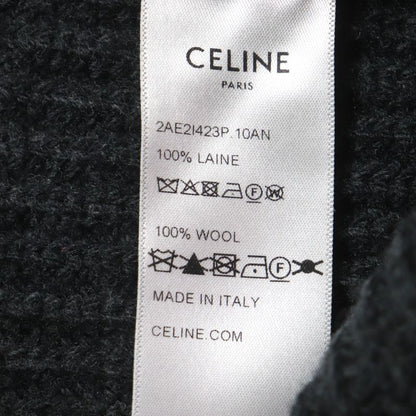 CELINE
PARIS
2AE2I423P.10AN
100% LAINE
F W
100% WOOL
F
MADE IN ITALY
CELINE.COM